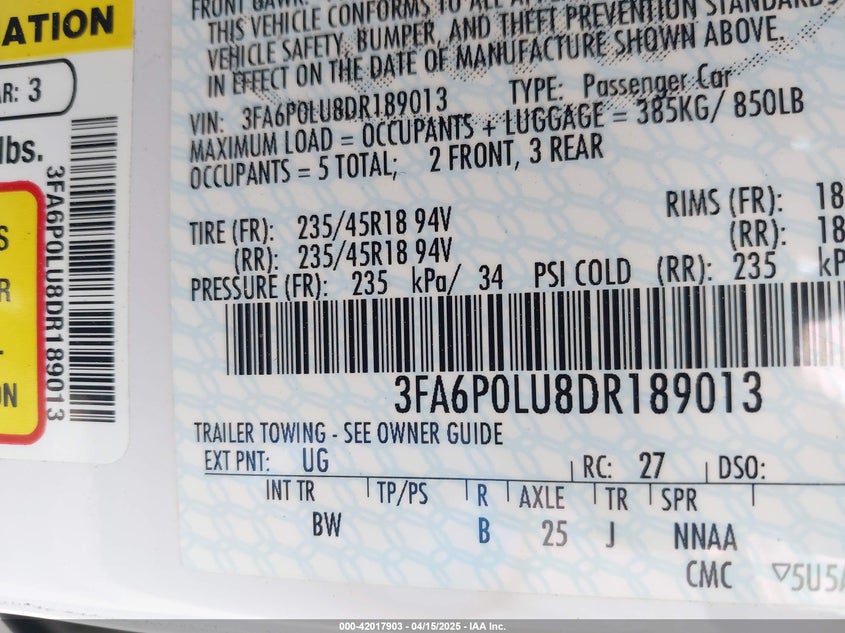 ATION
AR: 3
lbs.
3FA6P0LU8DR189013
S
R
ON
THIS VEHICLE CONFORMS TO ALL
VEHICLE SAFETY, BUMPER, AND THEFT PREVENTION STANDARDS
IN EFFECT ON THE DATE OF MANUFACTURE SHOWN ABOVE.
VIN: 3FA6P0LU8DR189013 TYPE: Passenger Car
MAXIMUM LOAD = OCCUPANTS + LUGGAGE = 385KG/ 850LB
OCCUPANTS = 5 TOTAL; 2 FRONT, 3 REAR
TIRE (FR): 235/45R18 94V RIMS (FR): 18
(RR): 235/45R18 94V (RR): 18
PRESSURE (FR): 235 kPa/ 34 PSI COLD (RR): 235 kP
3FA6P0LU8DR189013
TRAILER TOWING - SEE OWNER GUIDE
EXT PNT: UG RC: 27 DSO:
INT TR TP/PS R AXLE TR SPR
BW B 25 J NNAA
CMC ▽5U5A
000-42017903 - 04/15/2025 - IAA Inc.